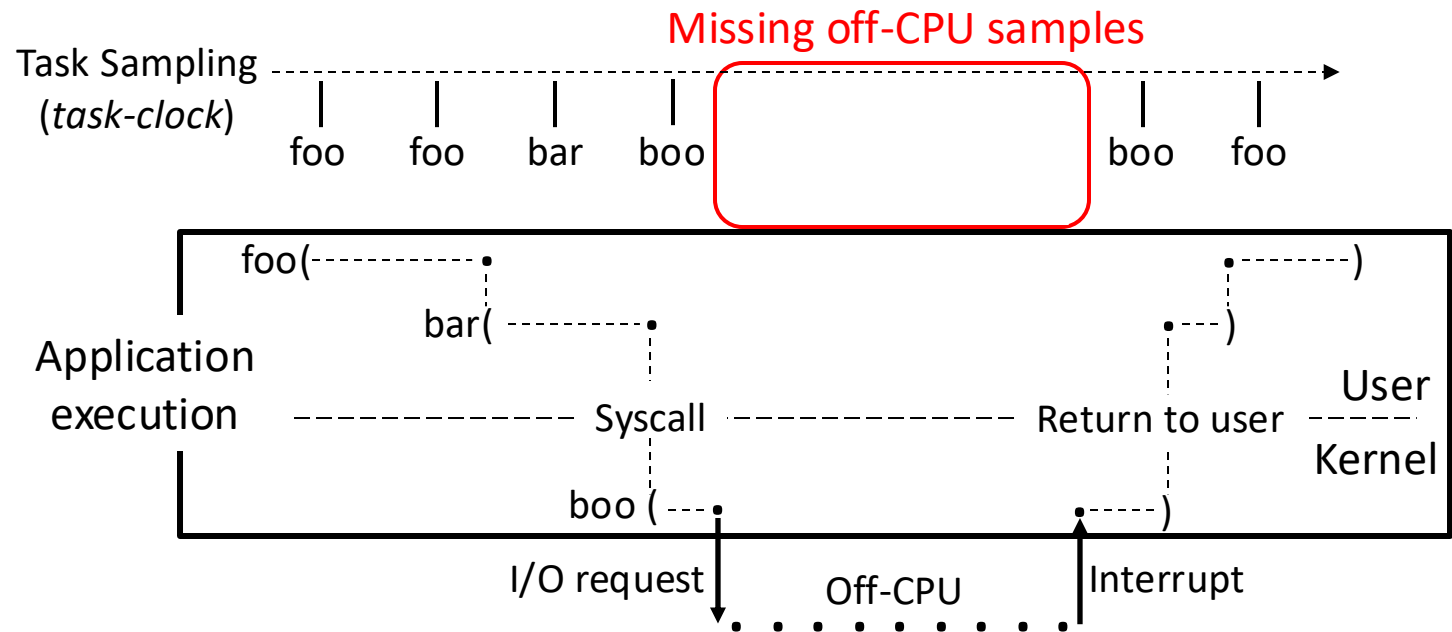 Missing off-CPU samples
Task Sampling
(task-clock)
foo foo bar boo boo foo
foo( )
bar( )
Application
execution
User
Syscall Return to user
Kernel
boo ( )
I/O request Off-CPU Interrupt